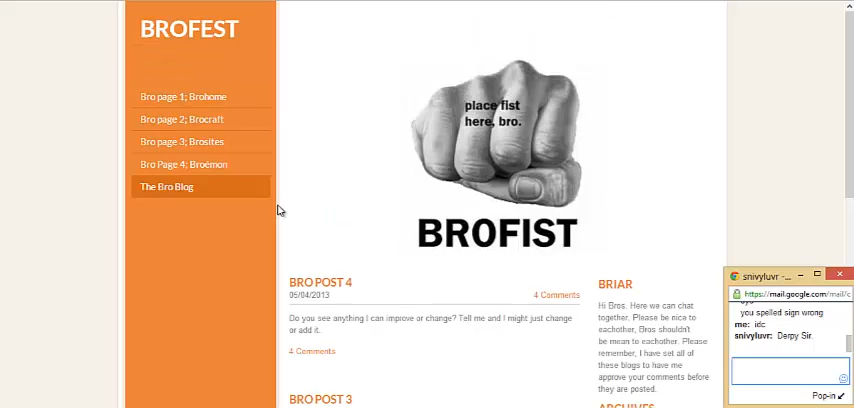 BROFEST
Bro page 1; Brohome
Bro page 2; Brocraft
Bro page 3; Brosites
Bro Page 4; Broémon
The Bro Blog
place fist
here, bro.
BROFIST
BRO POST 4
05/04/2013
4 Comments
Do you see anything I can improve or change? Tell me and I might just change
or add it.
4 Comments
BRO POST 3
BRIAR
Hi Bros. Here we can chat
together. Please be nice to
eachother, Bros shouldn't
be mean to eachother. Please
remember, I have set all of
these blogs to have me
approve your comments before
they are posted.
ARCHIVES
snivyluvr -...
https://mail.google.com/mail/c
you spelled sign wrong
me: idc
snivyluvr: Derpy Sir.
Pop-in